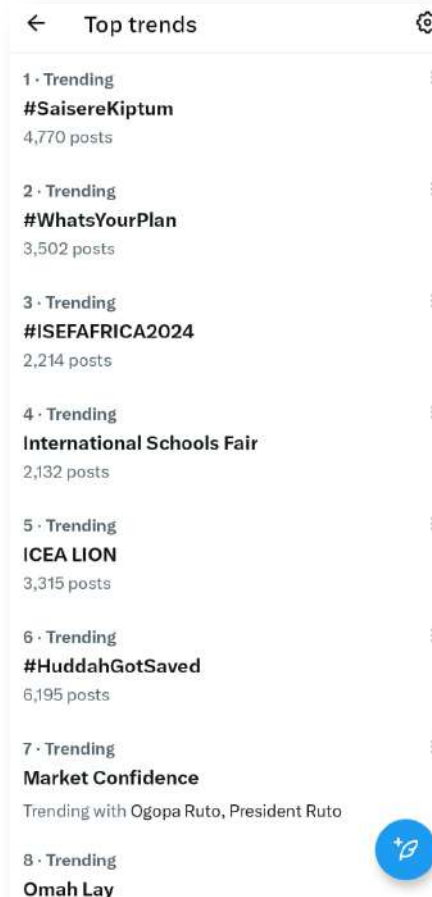 Top trends
1 · Trending
#SaisereKiptum
4,770 posts
2 · Trending
#WhatsYourPlan
3,502 posts
3 · Trending
#ISEFAFRICA2024
2,214 posts
4 · Trending
International Schools Fair
2,132 posts
5 · Trending
ICEA LION
3,315 posts
6 · Trending
#HuddahGotSaved
6,195 posts
7 · Trending
Market Confidence
Trending with Ogopa Ruto, President Ruto
8 · Trending
Omah Lay